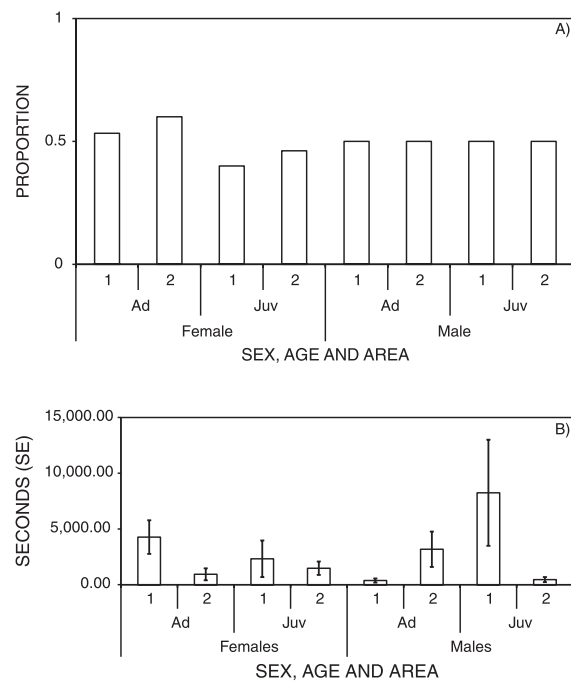 1
A)
PROPORTION
0.5
0
1 2 1 2 1 2 1 2
Ad Juv Ad Juv
Female Male
SEX, AGE AND AREA
15,000.00
B)
SECONDS (SE)
10,000.00
5,000.00
0.00
1 2 1 2 1 2 1 2
Ad Juv Ad Juv
Females Males
SEX, AGE AND AREA